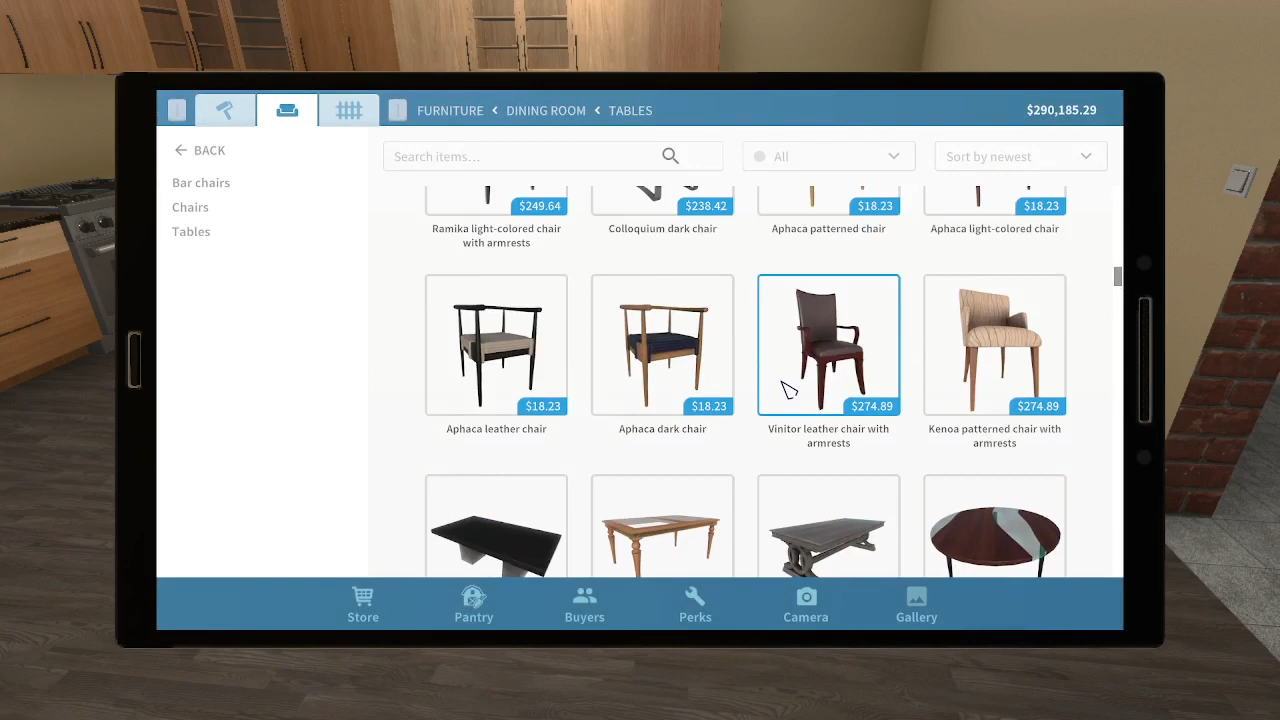 FURNITURE < DINING ROOM < TABLES
$290,185.29
BACK
Search items...
All
Sort by newest
Bar chairs
Chairs
Tables
$249.64
$238.42
$18.23
$18.23
Ramika light-colored chair
with armrests
Colloquium dark chair
Aphaca patterned chair
Aphaca light-colored chair
$18.23
$18.23
$274.89
$274.89
Aphaca leather chair
Aphaca dark chair
Vinitor leather chair with
armrests
Kenoa patterned chair with
armrests
Store
Pantry
Buyers
Perks
Camera
Gallery